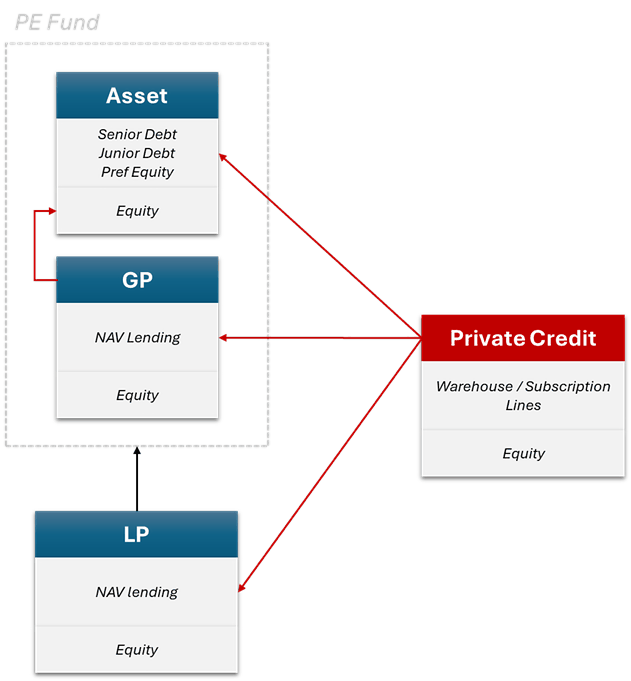 PE Fund
Asset
Senior Debt
Junior Debt
Pref Equity
Equity
GP
NAV Lending
Equity
Private Credit
Warehouse / Subscription
Lines
Equity
LP
NAV lending
Equity